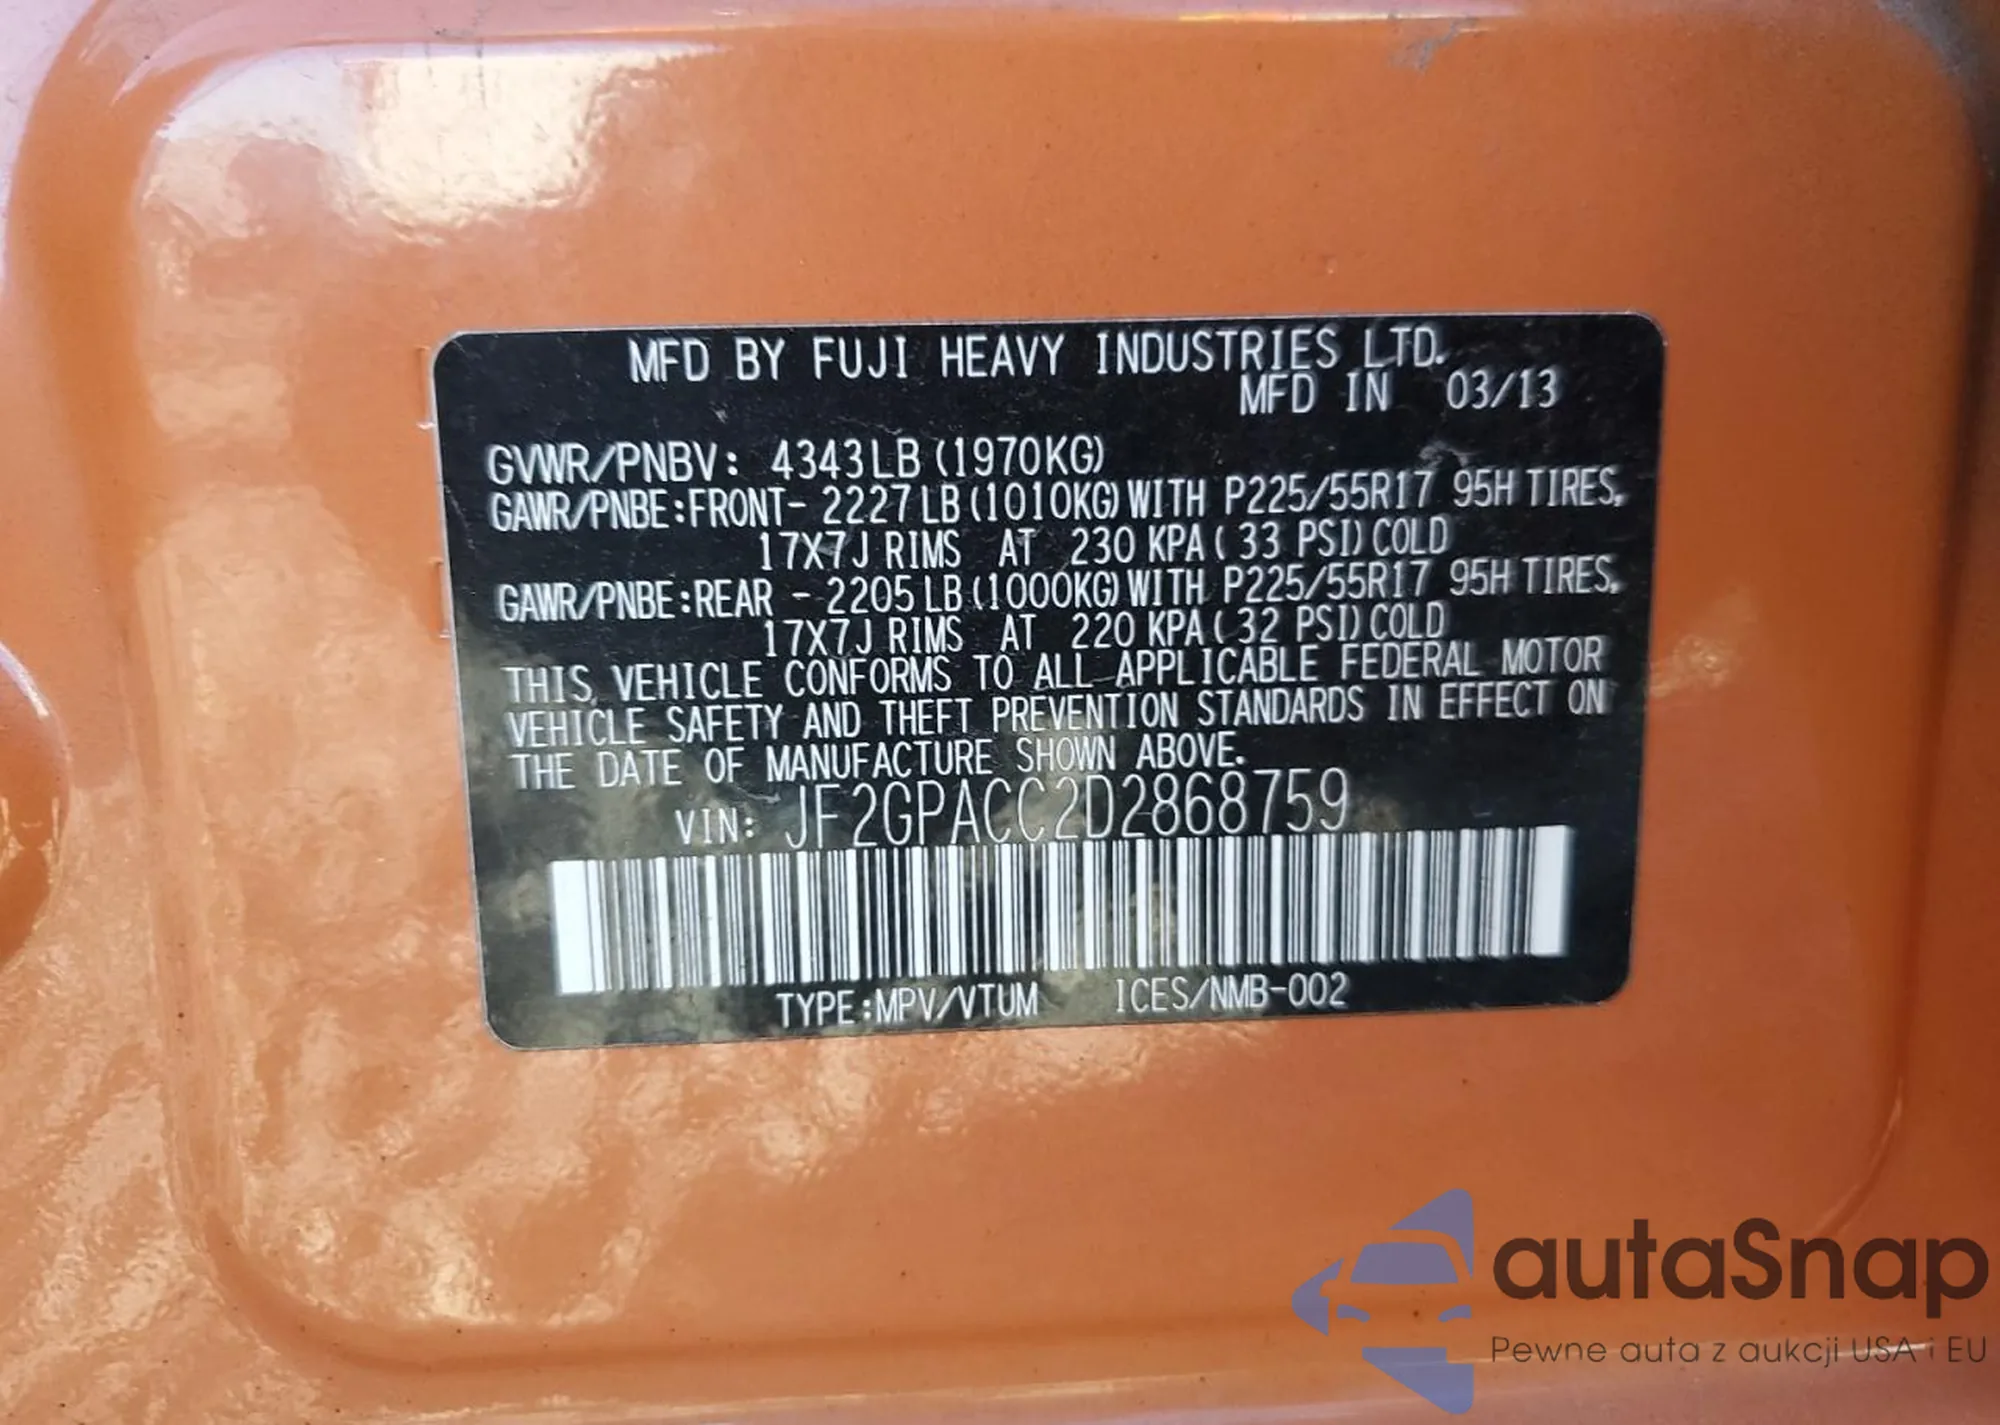 MFD BY FUJI HEAVY INDUSTRIES LTD.
MFD IN 03/13
GVWR/PNBV: 4343LB (1970KG)
GAWR/PNBE:FRONT- 2227 LB (1010KG) WITH P225/55R17 95H TIRES,
17X7J RIMS AT 230 KPA ( 33 PSI) COLD
GAWR/PNBE:REAR - 2205 LB (1000KG) WITH P225/55R17 95H TIRES,
17X7J RIMS AT 220 KPA ( 32 PSI) COLD
THIS VEHICLE CONFORMS TO ALL APPLICABLE FEDERAL MOTOR
VEHICLE SAFETY AND THEFT PREVENTION STANDARDS IN EFFECT ON
THE DATE OF MANUFACTURE SHOWN ABOVE.
VIN: JF2GPACC2D2868759
TYPE:MPV/VTUM ICES/NMB-002
autaSnap
Pewne auta z aukcji USA i EU